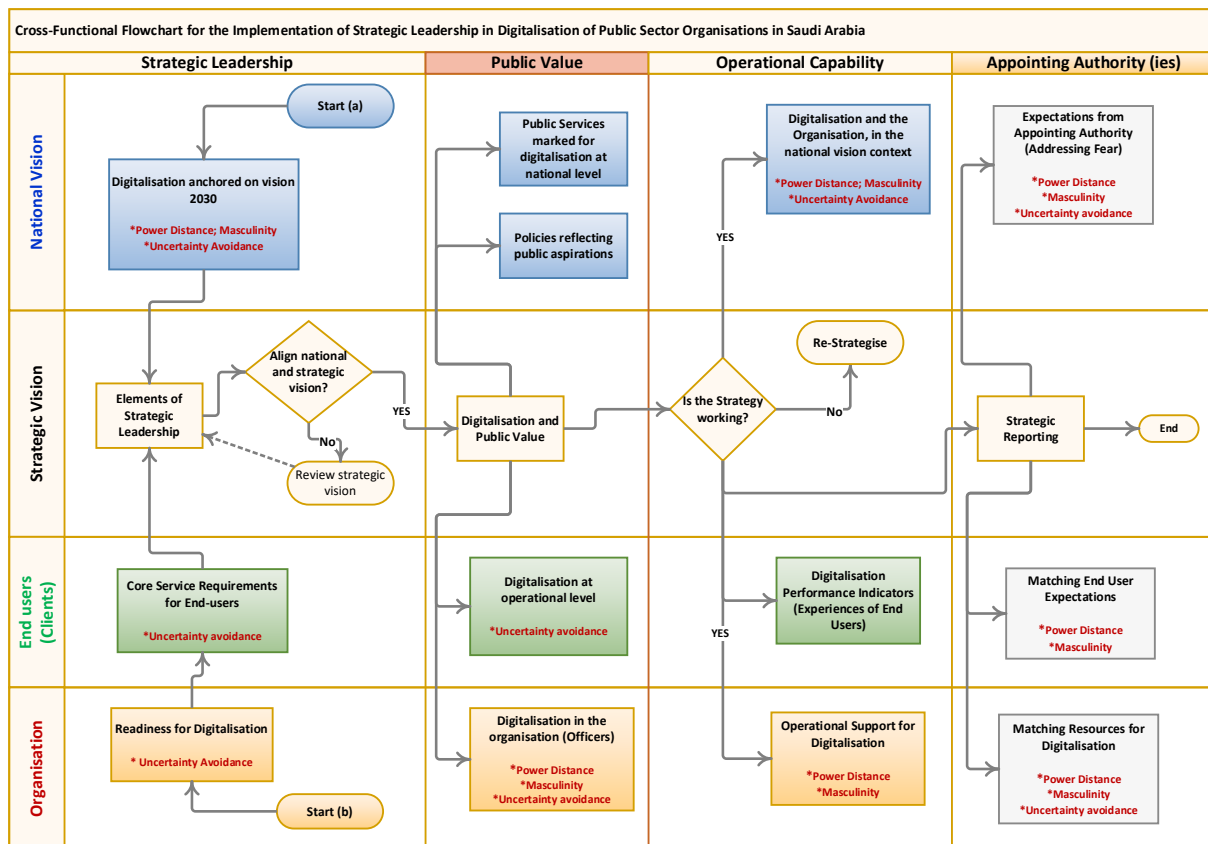 Cross-Functional Flowchart for the Implementation of Strategic Leadership in Digitalisation of Public Sector Organisations in Saudi Arabia
Strategic Leadership
Public Value
Operational Capability
Appointing Authority (ies)
National Vision
Start (a)
Digitalisation anchored on vision
2030
*Power Distance; Masculinity
*Uncertainty Avoidance
Public Services
marked for
digitalisation at
national level
Policies reflecting
public aspirations
Digitalisation and the
Organisation, in the
national vision context
*Power Distance; Masculinity
*Uncertainty Avoidance
YES
Expectations from
Appointing Authority
(Addressing Fear)
*Power Distance
*Masculinity
*Uncertainty avoidance
Strategic Vision
Elements of
Strategic
Leadership
Align national
and strategic
vision?
YES
No
Review strategic
vision
Digitalisation and
Public Value
Is the Strategy
working?
No
Re-Strategise
Strategic
Reporting
End
End users
(Clients)
Core Service Requirements
for End-users
*Uncertainty avoidance
Digitalisation at
operational level
*Uncertainty avoidance
YES
Digitalisation
Performance Indicators
(Experiences of End
Users)
Matching End User
Expectations
*Power Distance
*Masculinity
Organisation
Readiness for Digitalisation
* Uncertainty Avoidance
Start (b)
Digitalisation in the
organisation (Officers)
*Power Distance
*Masculinity
*Uncertainty avoidance
Operational Support for
Digitalisation
*Power Distance
*Masculinity
Matching Resources for
Digitalisation
*Power Distance
*Masculinity
*Uncertainty avoidance